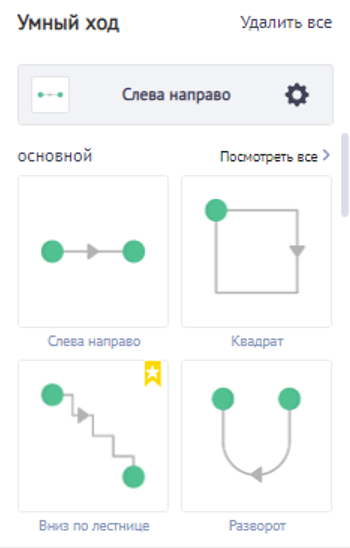 Умный ход Удалить все
Слева направо
основной Посмотреть все >
Слева направо Квадрат
Вниз по лестнице Разворот